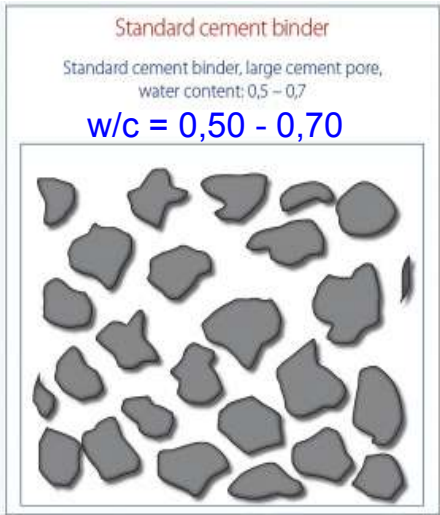 Standard cement binder
Standard cement binder, large cement pore,
water content: 0,5 – 0,7
w/c = 0,50 - 0,70